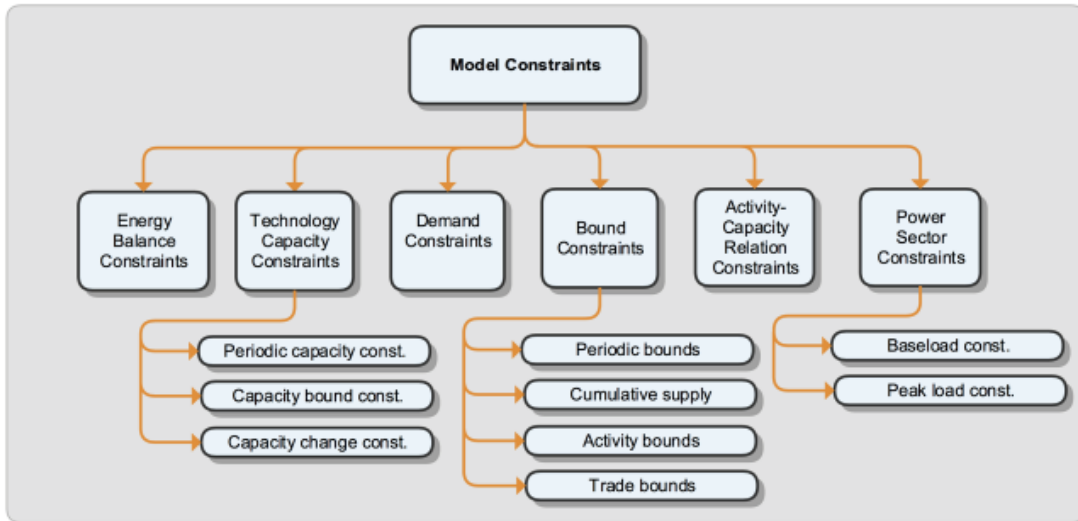 Model Constraints
Energy
Balance
Constraints
Technology
Capacity
Constraints
Demand
Constraints
Bound
Constraints
Activity-
Capacity
Relation
Constraints
Power
Sector
Constraints
Periodic capacity const.
Capacity bound const.
Capacity change const.
Periodic bounds
Cumulative supply
Activity bounds
Trade bounds
Baseload const.
Peak load const.